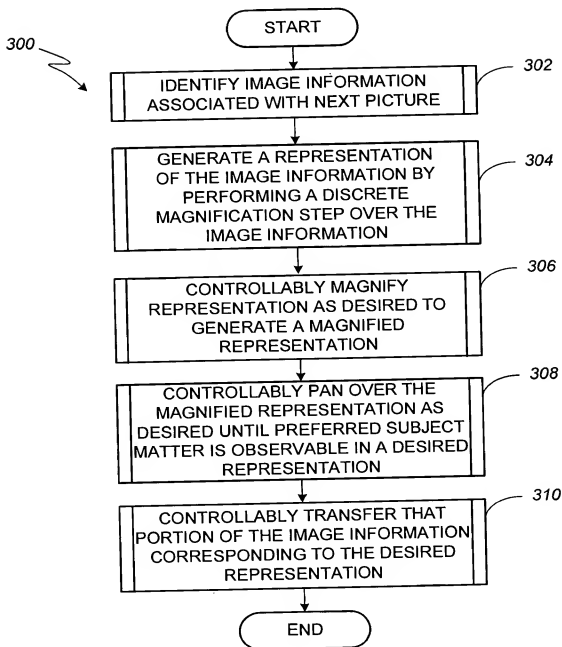 START
300
302
IDENTIFY IMAGE INFORMATION
ASSOCIATED WITH NEXT PICTURE
304
GENERATE A REPRESENTATION
OF THE IMAGE INFORMATION BY
PERFORMING A DISCRETE
MAGNIFICATION STEP OVER THE
IMAGE INFORMATION
306
CONTROLLABLY MAGNIFY
REPRESENTATION AS DESIRED TO
GENERATE A MAGNIFIED
REPRESENTATION
308
CONTROLLABLY PAN OVER THE
MAGNIFIED REPRESENTATION AS
DESIRED UNTIL PREFERRED SUBJECT
MATTER IS OBSERVABLE IN A DESIRED
REPRESENTATION
310
CONTROLLABLY TRANSFER THAT
PORTION OF THE IMAGE INFORMATION
CORRESPONDING TO THE DESIRED
REPRESENTATION
END